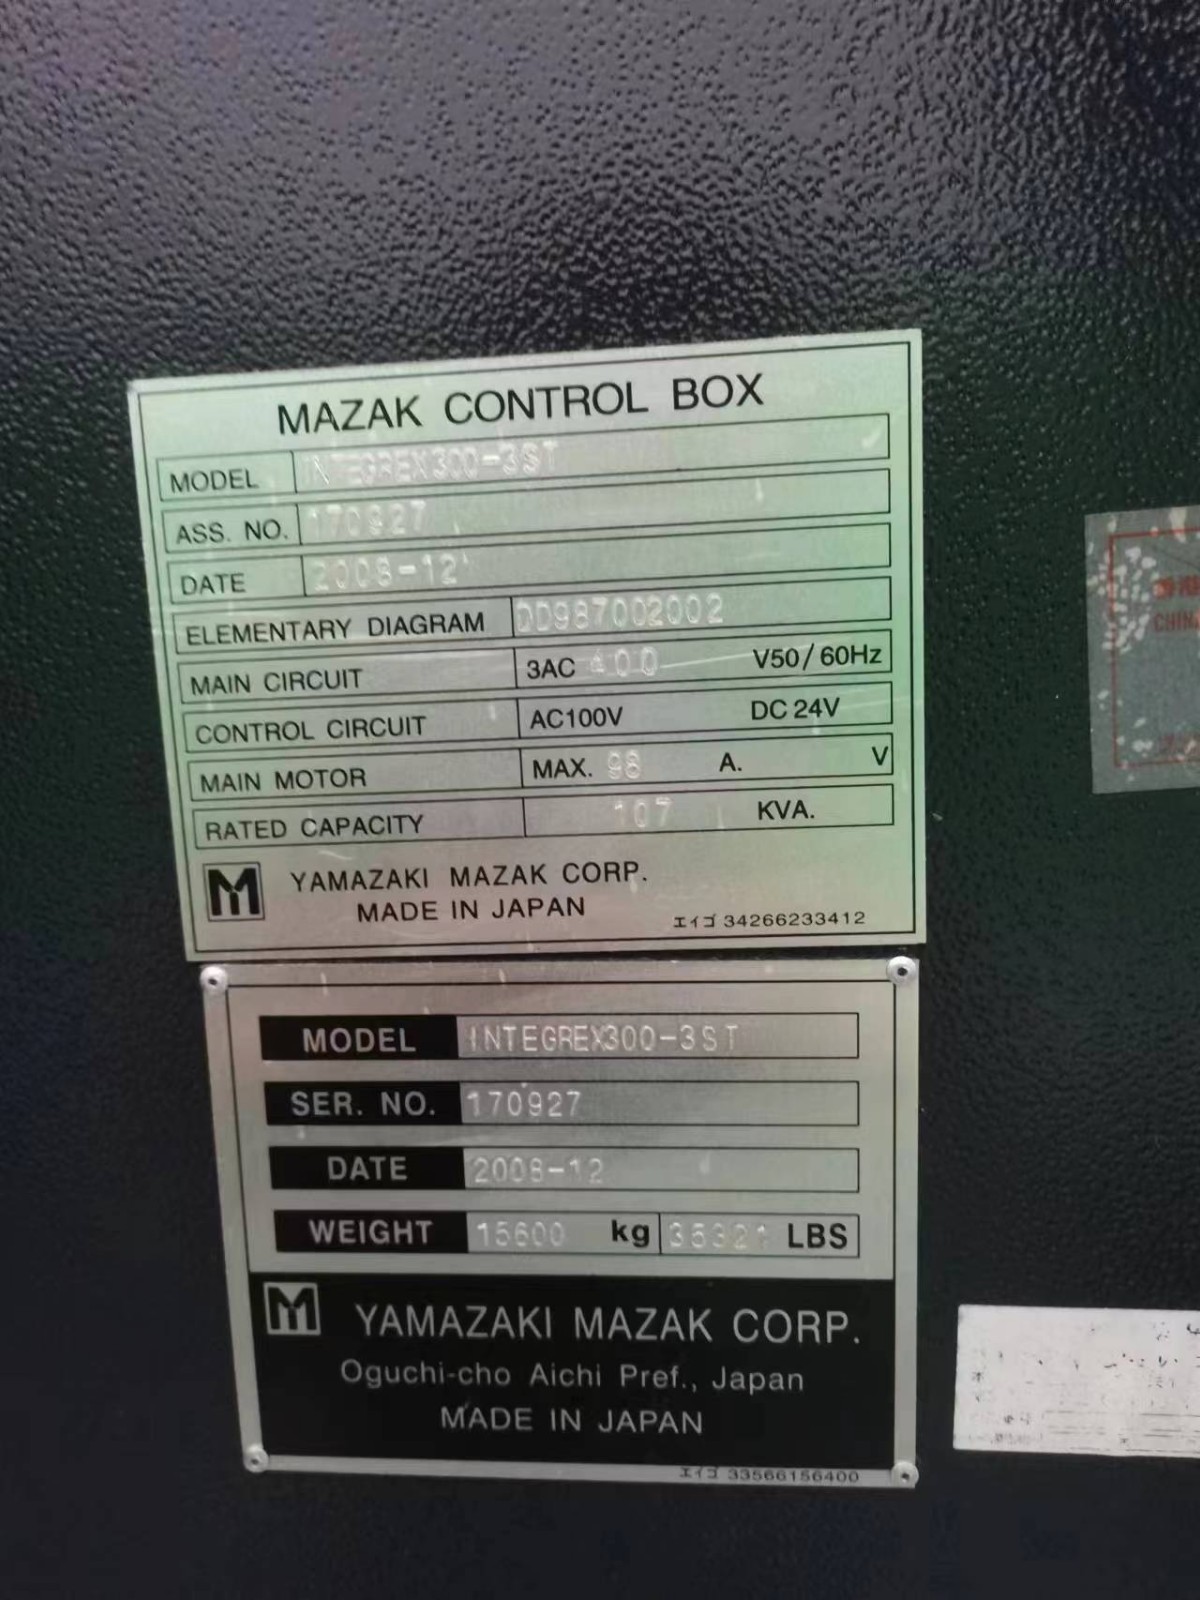 MAZAK CONTROL BOX
MODEL INTEGREX300-3ST
ASS. NO. 170927
DATE 2008-12
ELEMENTARY DIAGRAM DD987002002
MAIN CIRCUIT 3AC 400 V50/60Hz
CONTROL CIRCUIT AC100V DC24V
MAIN MOTOR MAX. 98 A. V
RATED CAPACITY 107 KVA.
M YAMAZAKI MAZAK CORP.
MADE IN JAPAN
エイゴ 34266233412
MODEL INTEGREX300-3ST
SER. NO. 170927
DATE 2008-12
WEIGHT 15600 kg 35321 LBS
M YAMAZAKI MAZAK CORP.
Oguchi-cho Aichi Pref., Japan
MADE IN JAPAN
エイゴ 33566156400